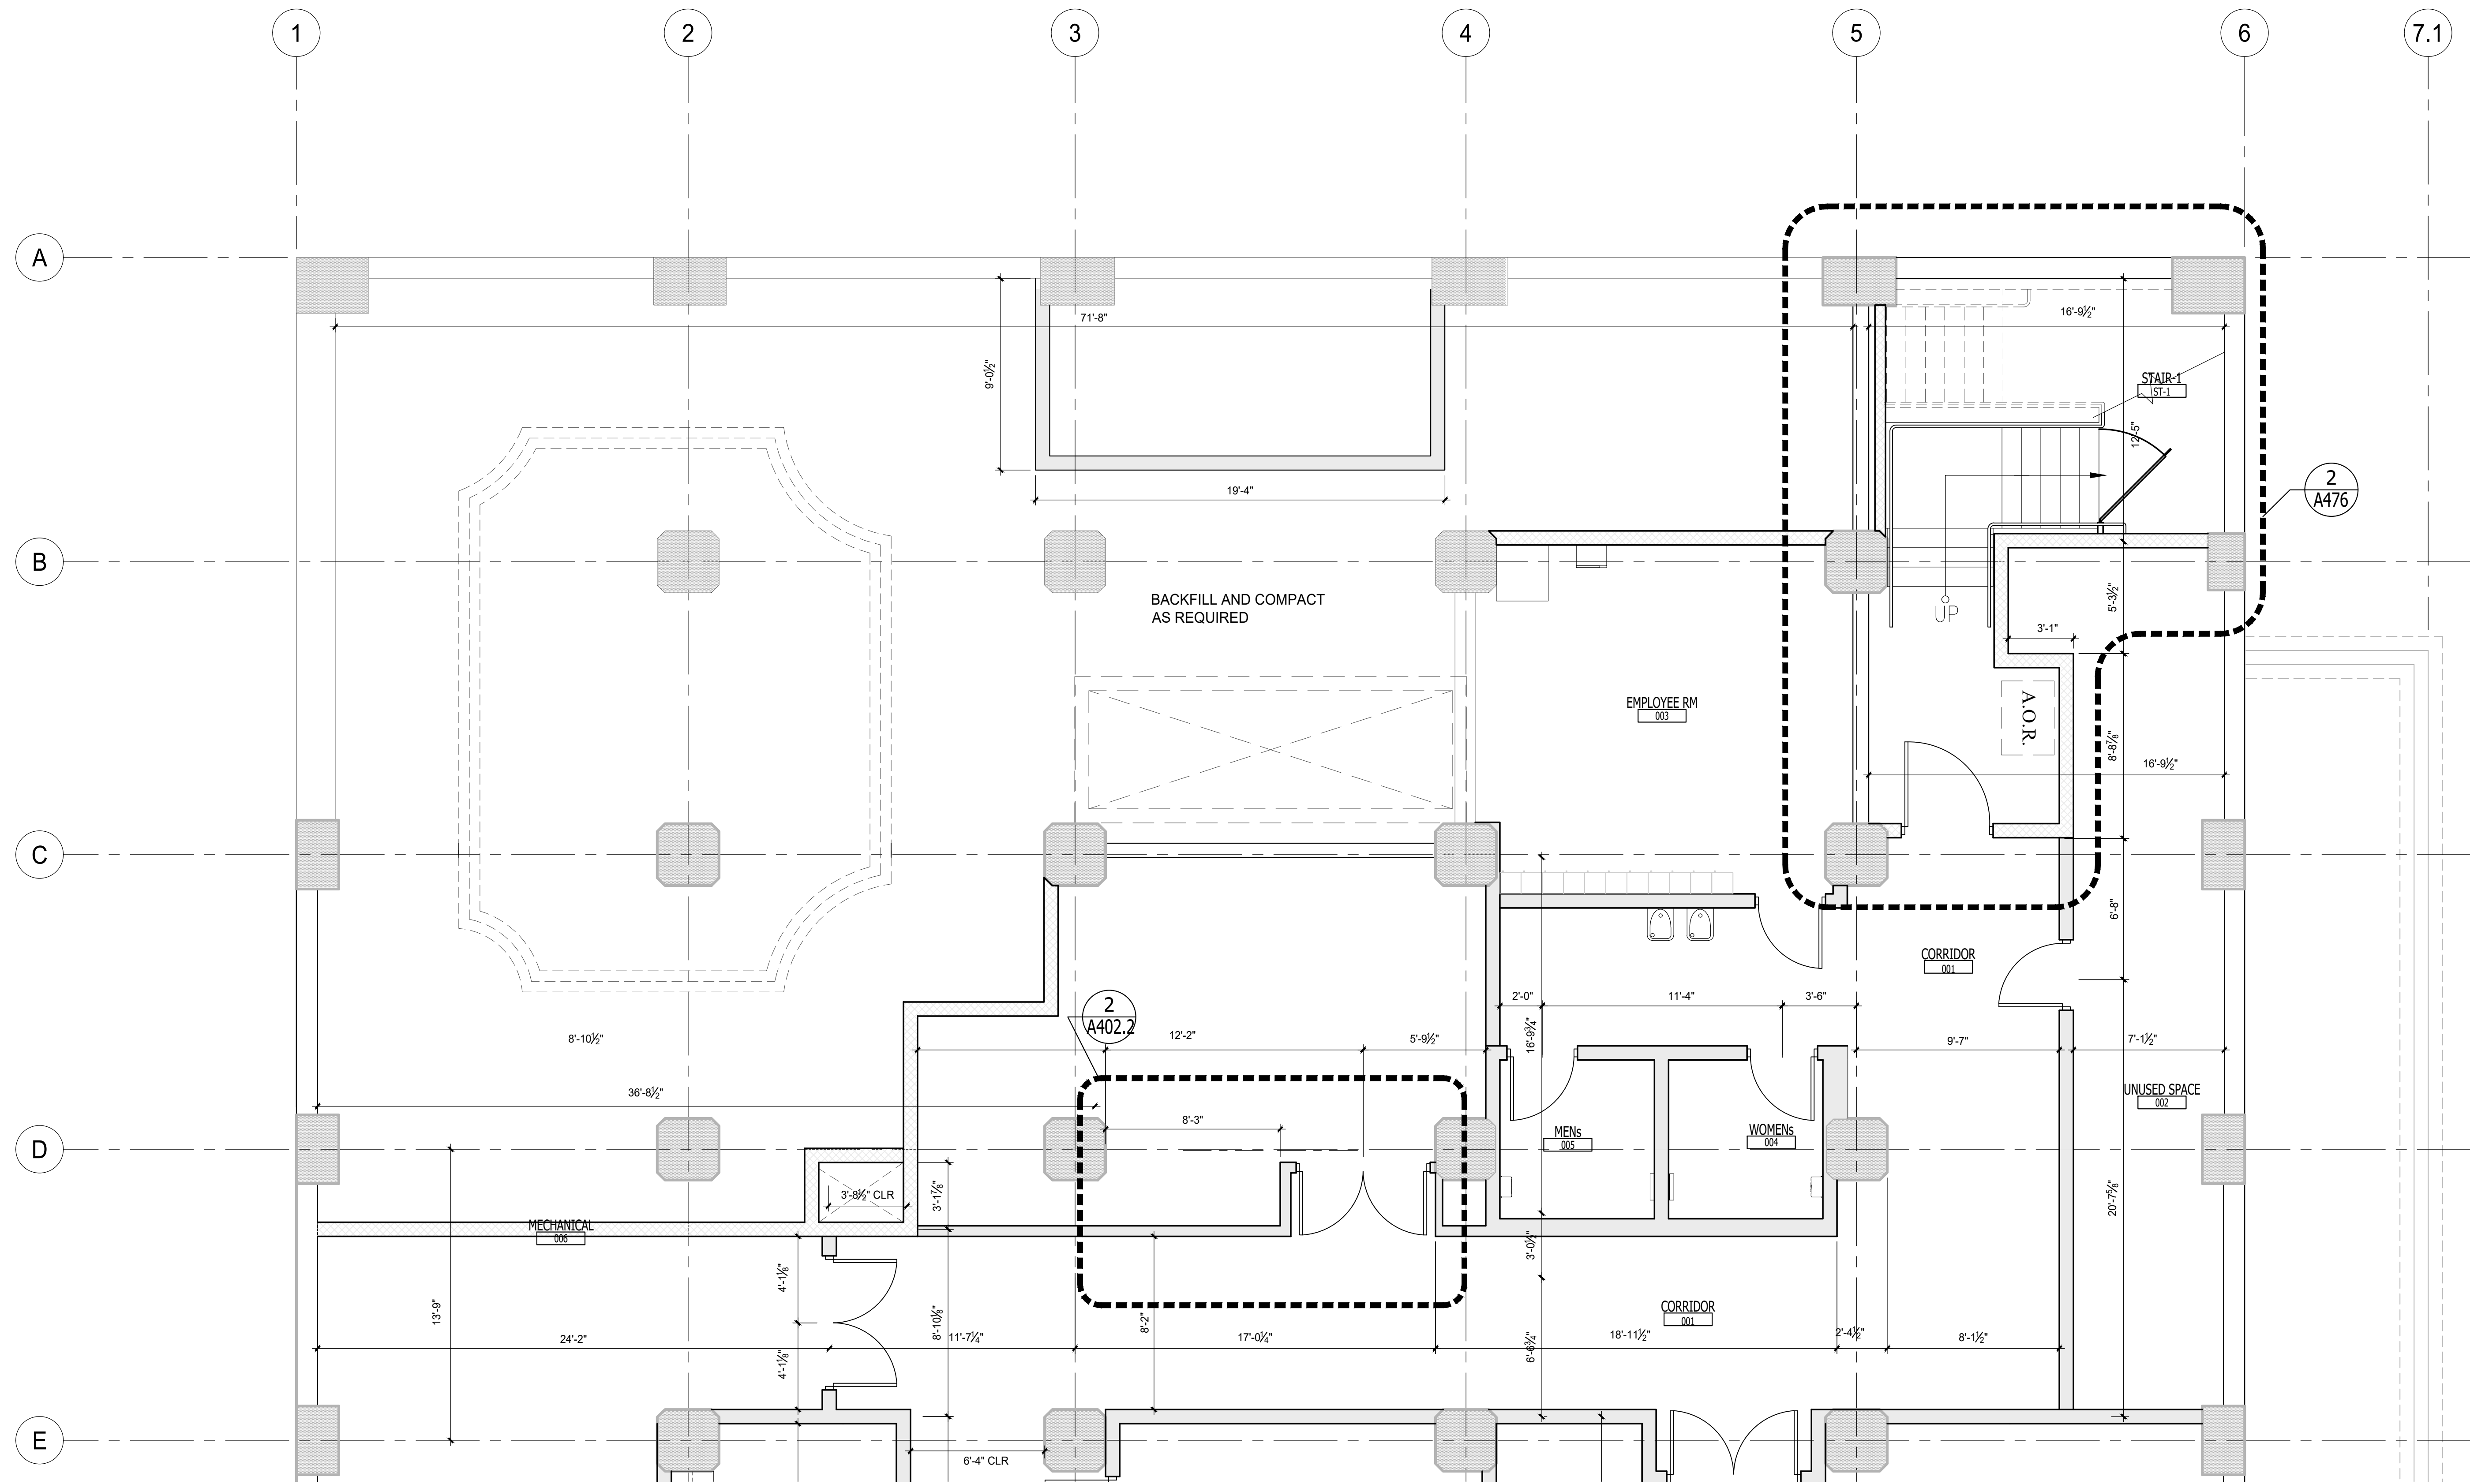 1
2
3
4
5
6
7.1
A
71'-8"
16'-9½"
9'-0½"
STAIR-1
ST-1
12'-5"
2
A476
19'-4"
B
BACKFILL AND COMPACT
AS REQUIRED
5'-3½"
UP
3'-1"
EMPLOYEE RM
003
A.O.R.
8'-8⅞"
16'-9½"
C
6'-8"
CORRIDOR
001
2
A402.2
2'-0"
11'-4"
3'-6"
8'-10½"
12'-2"
5'-9½"
16'-9¾"
9'-7"
7'-1½"
36'-8½"
UNUSED SPACE
002
8'-3"
D
MENs
005
WOMENs
004
3'-8½" CLR
3'-1⅞"
20'-7⅝"
MECHANICAL
006
3'-0½"
4'-1⅛"
13'-9"
8'-10⅛"
8'-2"
CORRIDOR
001
24'-2"
11'-7¼"
17'-0¼"
6'-6¾"
18'-11½"
2'-4½"
8'-1½"
4'-1⅛"
E
6'-4" CLR